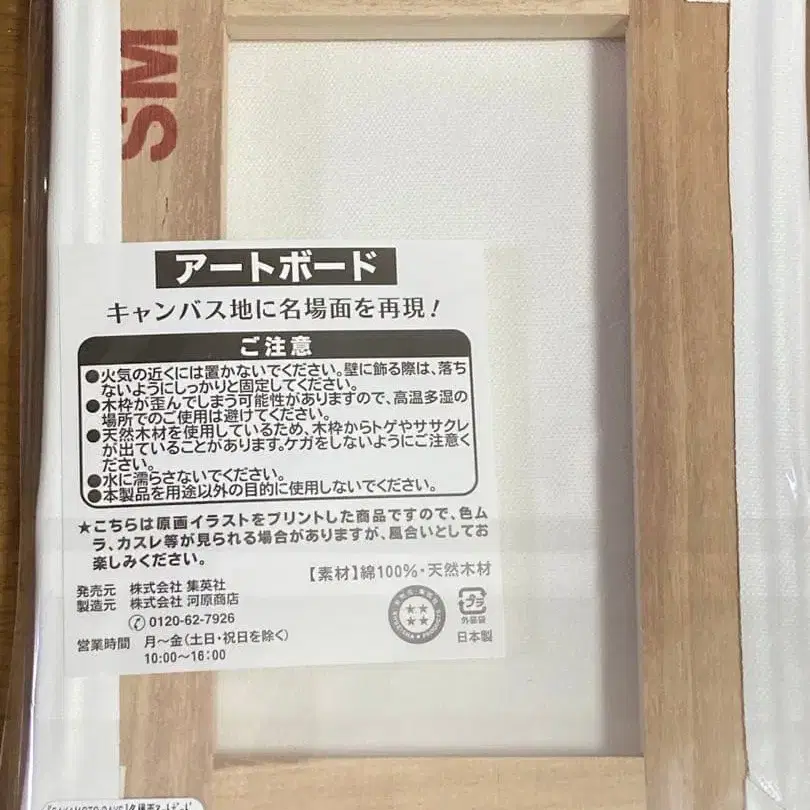 SM
アートボード
キャンバス地に名場面を再現！
ご注意
●火気の近くには置かないでください。壁に飾る際は、落ち
ないようにしっかりと固定してください。
●木枠が歪んでしまう可能性がありますので、高温多湿の
場所でのご使用は避けてください。
●天然木材を使用しているため、木枠からトゲやササクレ
が出ていることがあります。ケガをしないようにご注意く
ださい。
●水に濡らさないでください。
●本製品を用途以外の目的に使用しないでください。
★こちらは原画イラストをプリントした商品ですので、色ム
ラ、カスレ等が見られる場合がありますが、風合いとしてお
楽しみください。
【素材】綿100%・天然木材
発売元 株式会社 集英社
製造元 株式会社 河原商店
0120-62-7926
営業時間 月～金(土日・祝日を除く)
10:00～16:00
プラ
外装袋
日本製